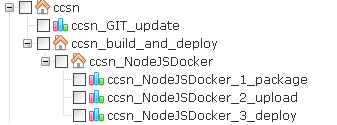 ccsn
ccsn_GIT_update
ccsn_build_and_deploy
ccsn_NodeJSDocker
ccsn_NodeJSDocker_1_package
ccsn_NodeJSDocker_2_upload
ccsn_NodeJSDocker_3_deploy